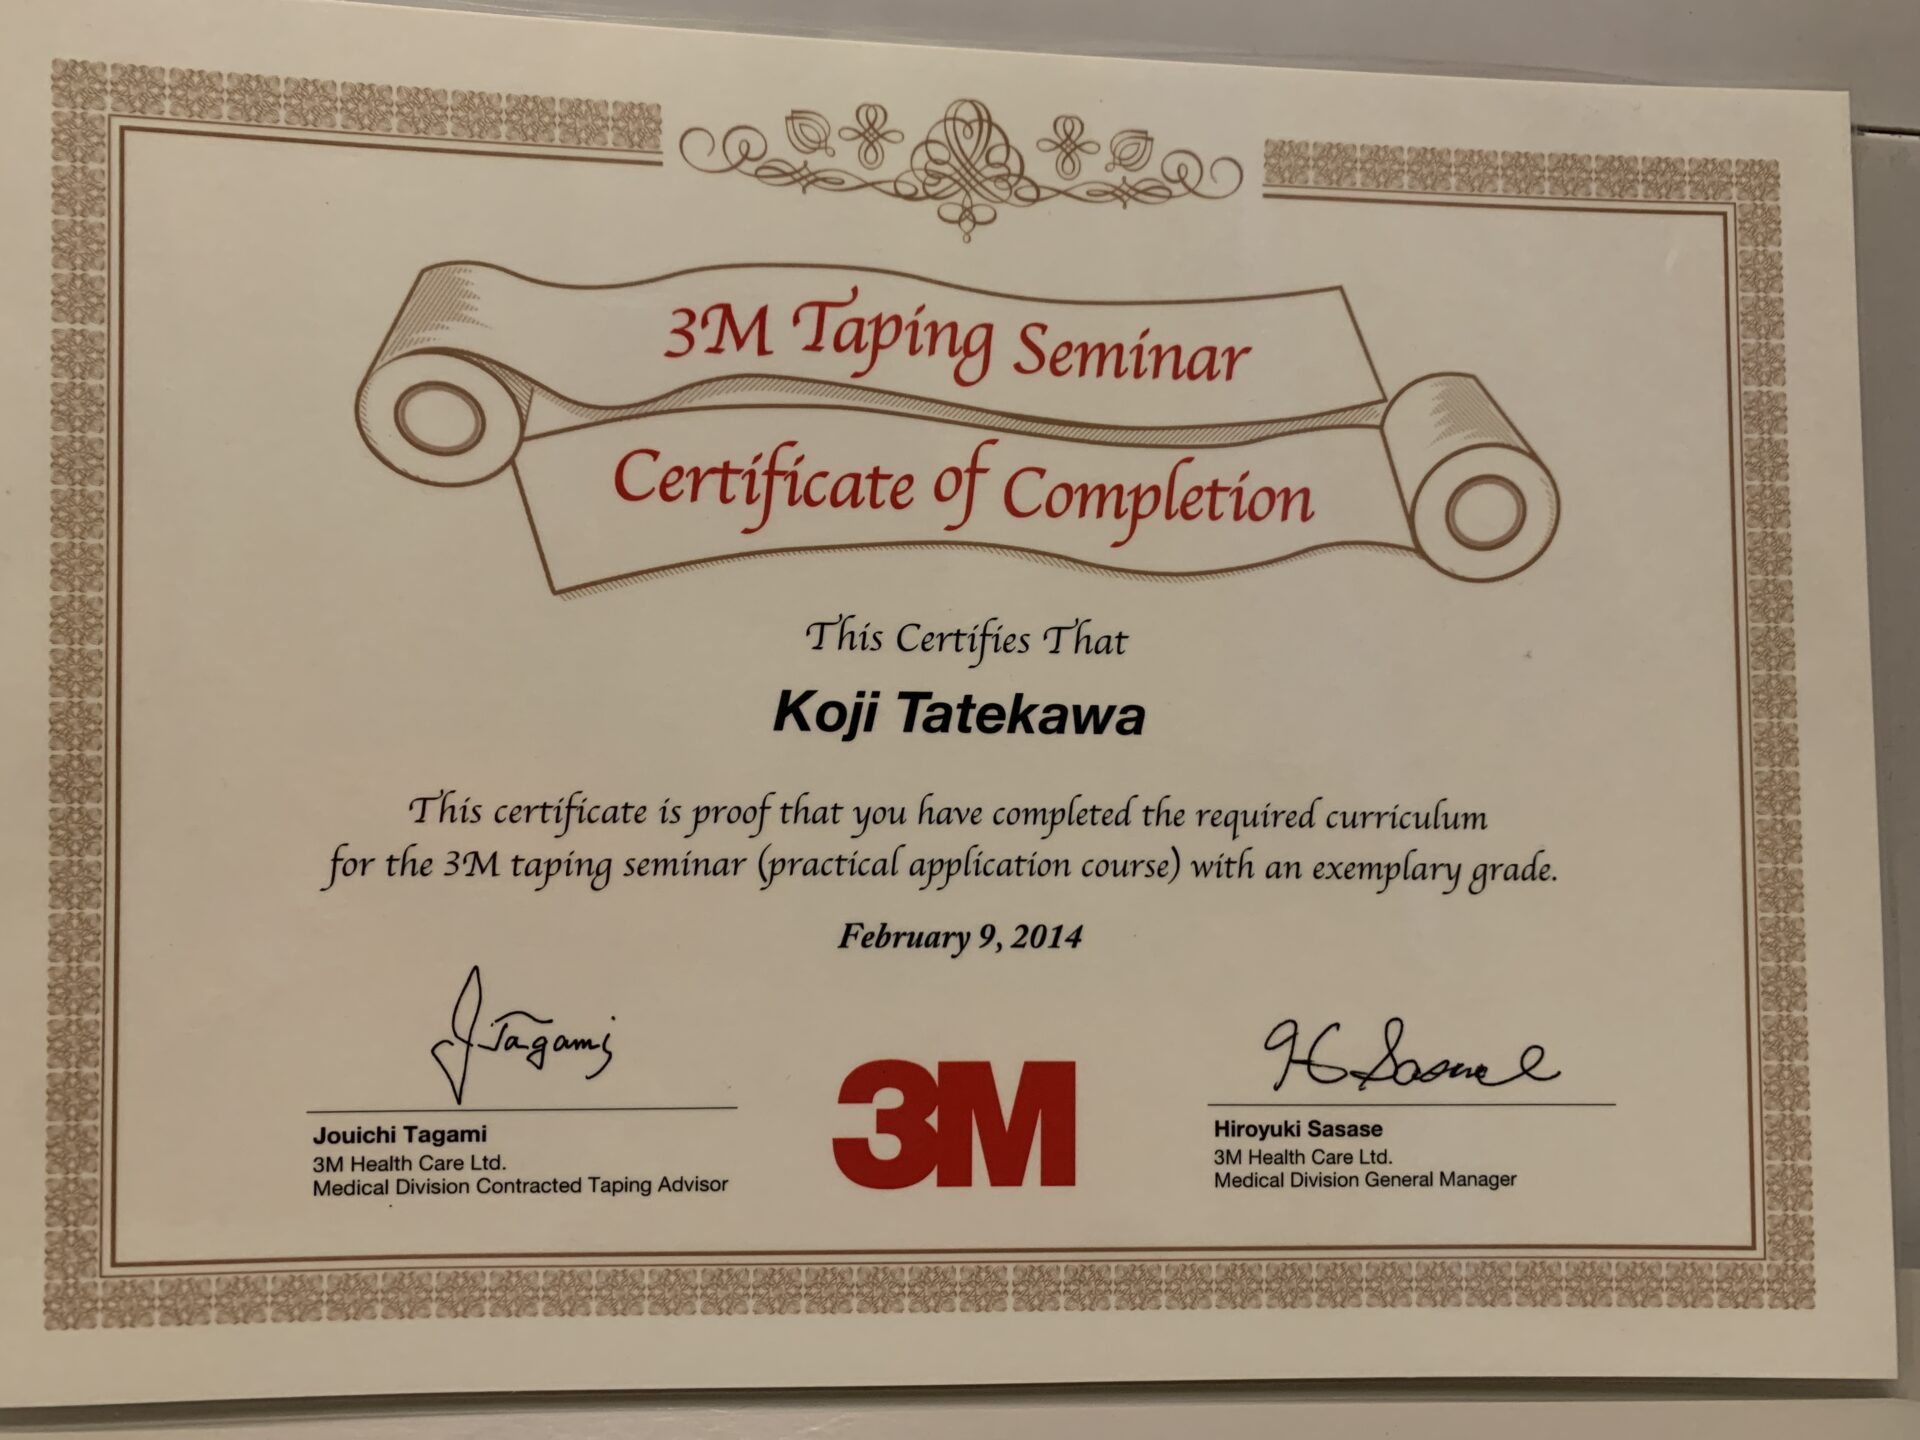 3M Taping Seminar
Certificate of Completion
This Certifies That
Koji Tatekawa
This certificate is proof that you have completed the required curriculum
for the 3M taping seminar (practical application course) with an exemplary grade.
February 9, 2014
J Tagami
Jouichi Tagami
3M Health Care Ltd.
Medical Division Contracted Taping Advisor
3M
H Sasase
Hiroyuki Sasase
3M Health Care Ltd.
Medical Division General Manager